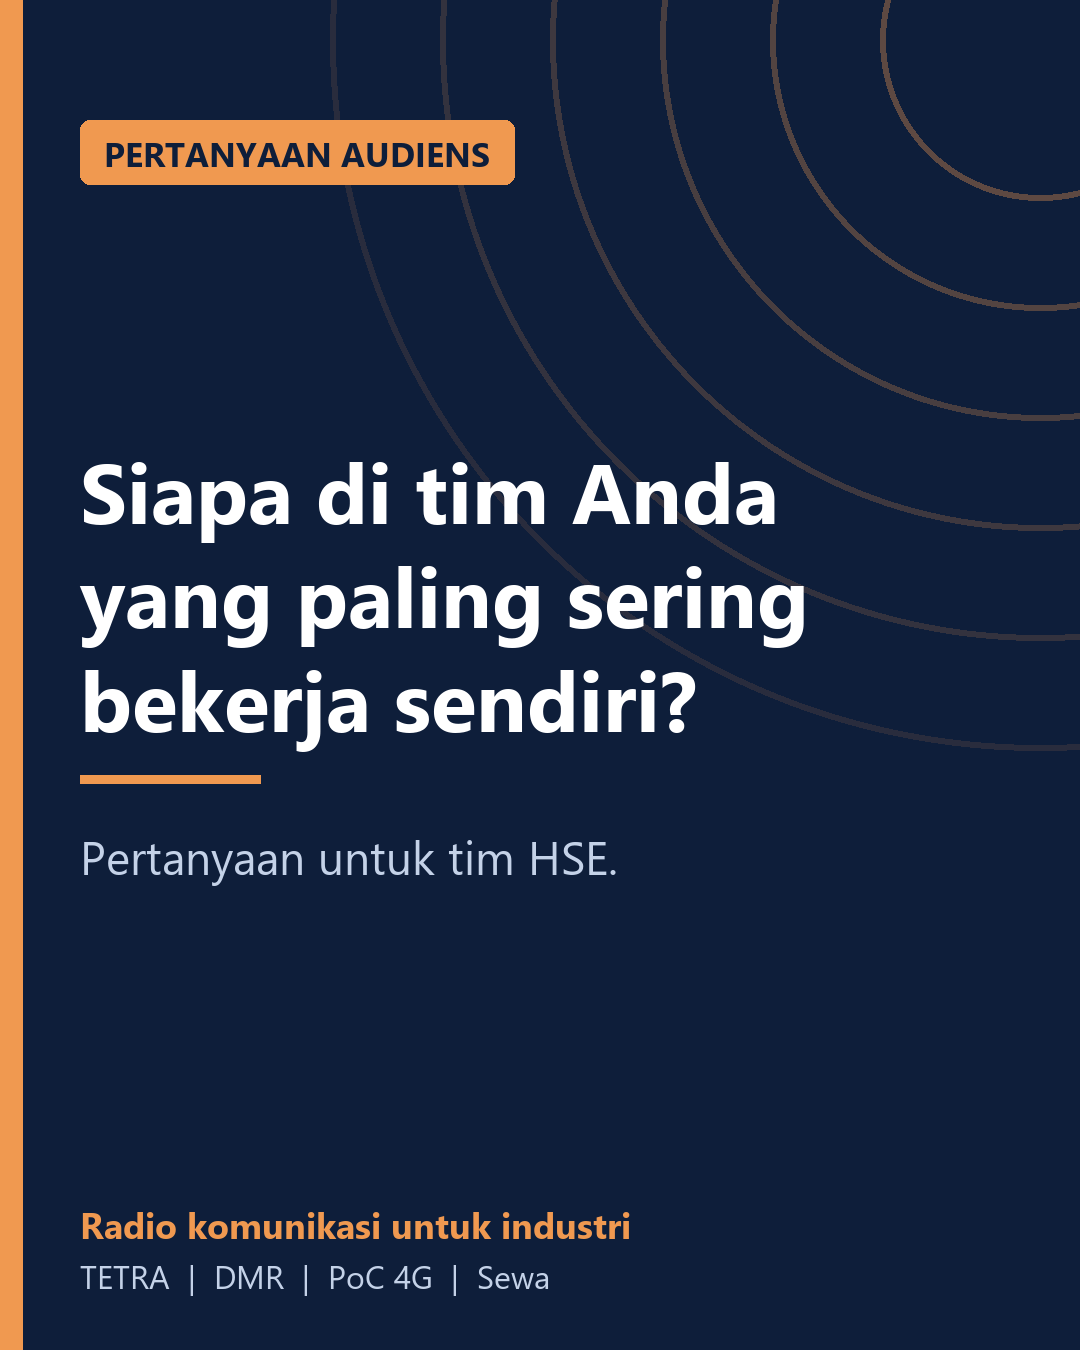 PERTANYAAN AUDIENS
Siapa di tim Anda
yang paling sering
bekerja sendiri?
Pertanyaan untuk tim HSE.
Radio komunikasi untuk industri
TETRA | DMR | PoC 4G | Sewa